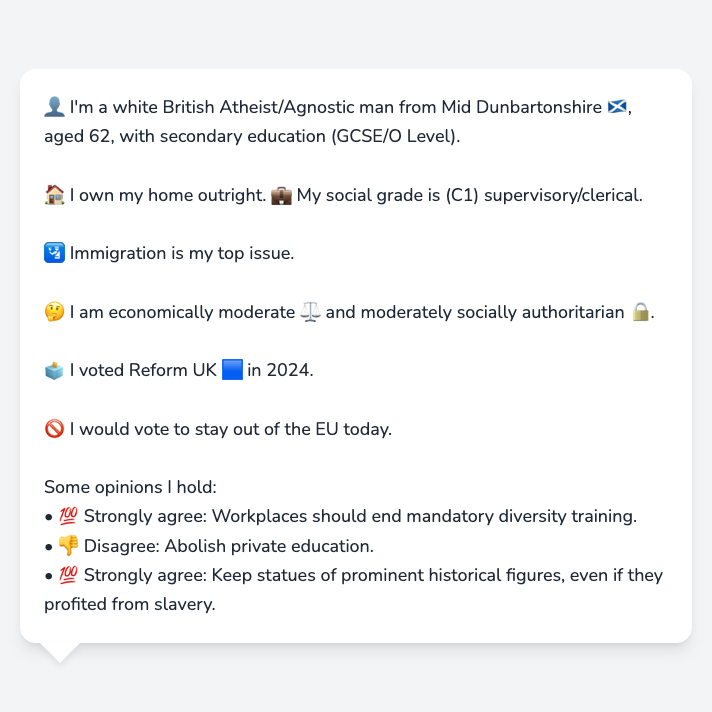 👤 I'm a white British Atheist/Agnostic man from Mid Dunbartonshire 🏴󠁧󠁢󠁳󠁣󠁴󠁿,
aged 62, with secondary education (GCSE/O Level).
🏠 I own my home outright. 💼 My social grade is (C1) supervisory/clerical.
🛂 Immigration is my top issue.
🤔 I am economically moderate ⚖️ and moderately socially authoritarian 🔒.
🗳️ I voted Reform UK 🟦 in 2024.
🚫 I would vote to stay out of the EU today.
Some opinions I hold:
• 💯 Strongly agree: Workplaces should end mandatory diversity training.
• 👎 Disagree: Abolish private education.
• 💯 Strongly agree: Keep statues of prominent historical figures, even if they
profited from slavery.